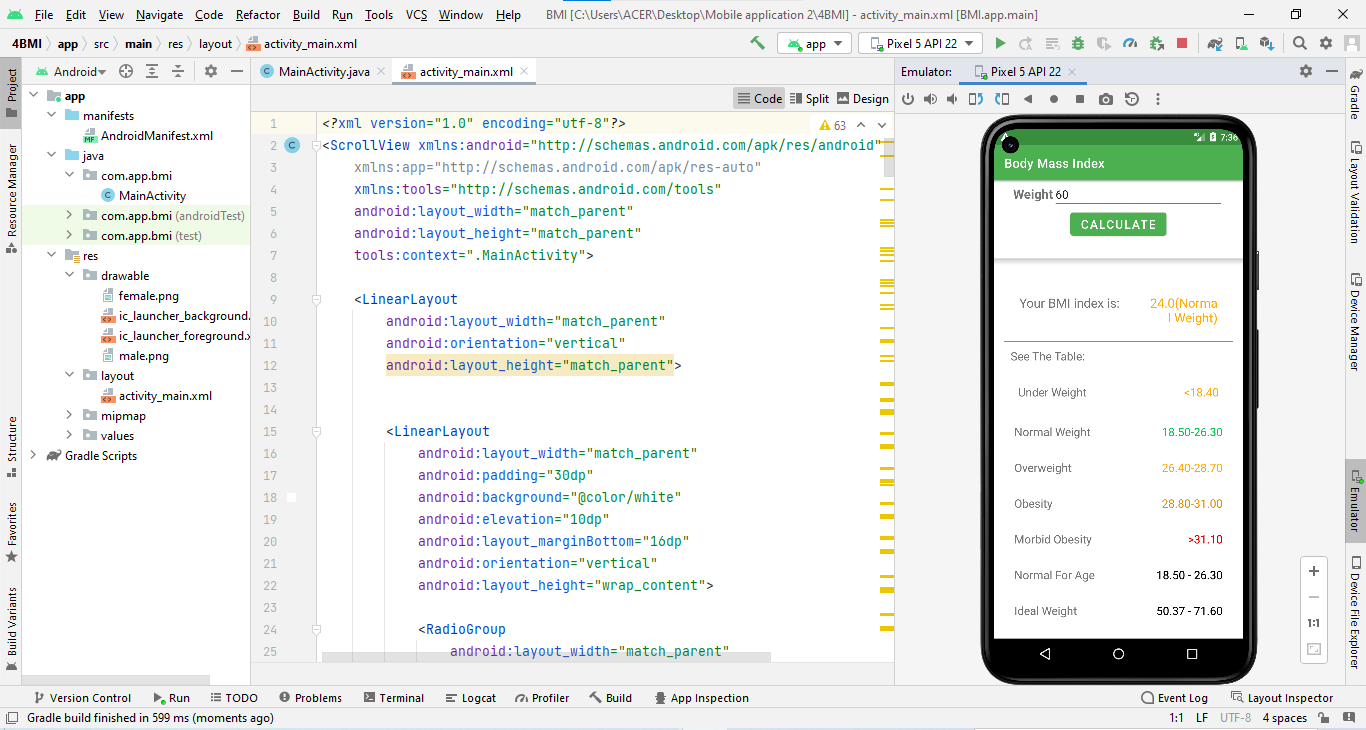 File Edit View Navigate Code Refactor Build Run Tools VCS Window Help BMI [C:\Users\ACER\Desktop\Mobile application 2\4BMI] - activity_main.xml [BMI.app.main]
4BMI app src main res layout activity_main.xml app Pixel 5 API 22
Project
Resource Manager
Structure
Favorites
Build Variants
Android
app
manifests
AndroidManifest.xml
java
com.app.bmi
MainActivity
com.app.bmi (androidTest)
com.app.bmi (test)
res
drawable
female.png
ic_launcher_background.
ic_launcher_foreground.x
male.png
layout
activity_main.xml
mipmap
values
Gradle Scripts
MainActivity.java activity_main.xml
Code Split Design
63
1 <?xml version="1.0" encoding="utf-8"?>
2 <ScrollView xmlns:android="http://schemas.android.com/apk/res/android"
3 xmlns:app="http://schemas.android.com/apk/res-auto"
4 xmlns:tools="http://schemas.android.com/tools"
5 android:layout_width="match_parent"
6 android:layout_height="match_parent"
7 tools:context=".MainActivity">
8
9 <LinearLayout
10 android:layout_width="match_parent"
11 android:orientation="vertical"
12 android:layout_height="match_parent">
13
14
15 <LinearLayout
16 android:layout_width="match_parent"
17 android:padding="30dp"
18 android:background="@color/white"
19 android:elevation="10dp"
20 android:layout_marginBottom="16dp"
21 android:orientation="vertical"
22 android:layout_height="wrap_content">
23
24 <RadioGroup
25 android:layout_width="match_parent"
Emulator: Pixel 5 API 22
7:36
Body Mass Index
Weight 60
CALCULATE
Your BMI index is: 24.0(Norma
l Weight)
See The Table:
Under Weight <18.40
Normal Weight 18.50-26.30
Overweight 26.40-28.70
Obesity 28.80-31.00
Morbid Obesity >31.10
Normal For Age 18.50 - 26.30
Ideal Weight 50.37 - 71.60
1:1
Gradle
Layout Validation
Device Manager
Emulator
Device File Explorer
Version Control Run TODO Problems Terminal Logcat Profiler Build App Inspection Event Log Layout Inspector
Gradle build finished in 599 ms (moments ago) 1:1 LF UTF-8 4 spaces